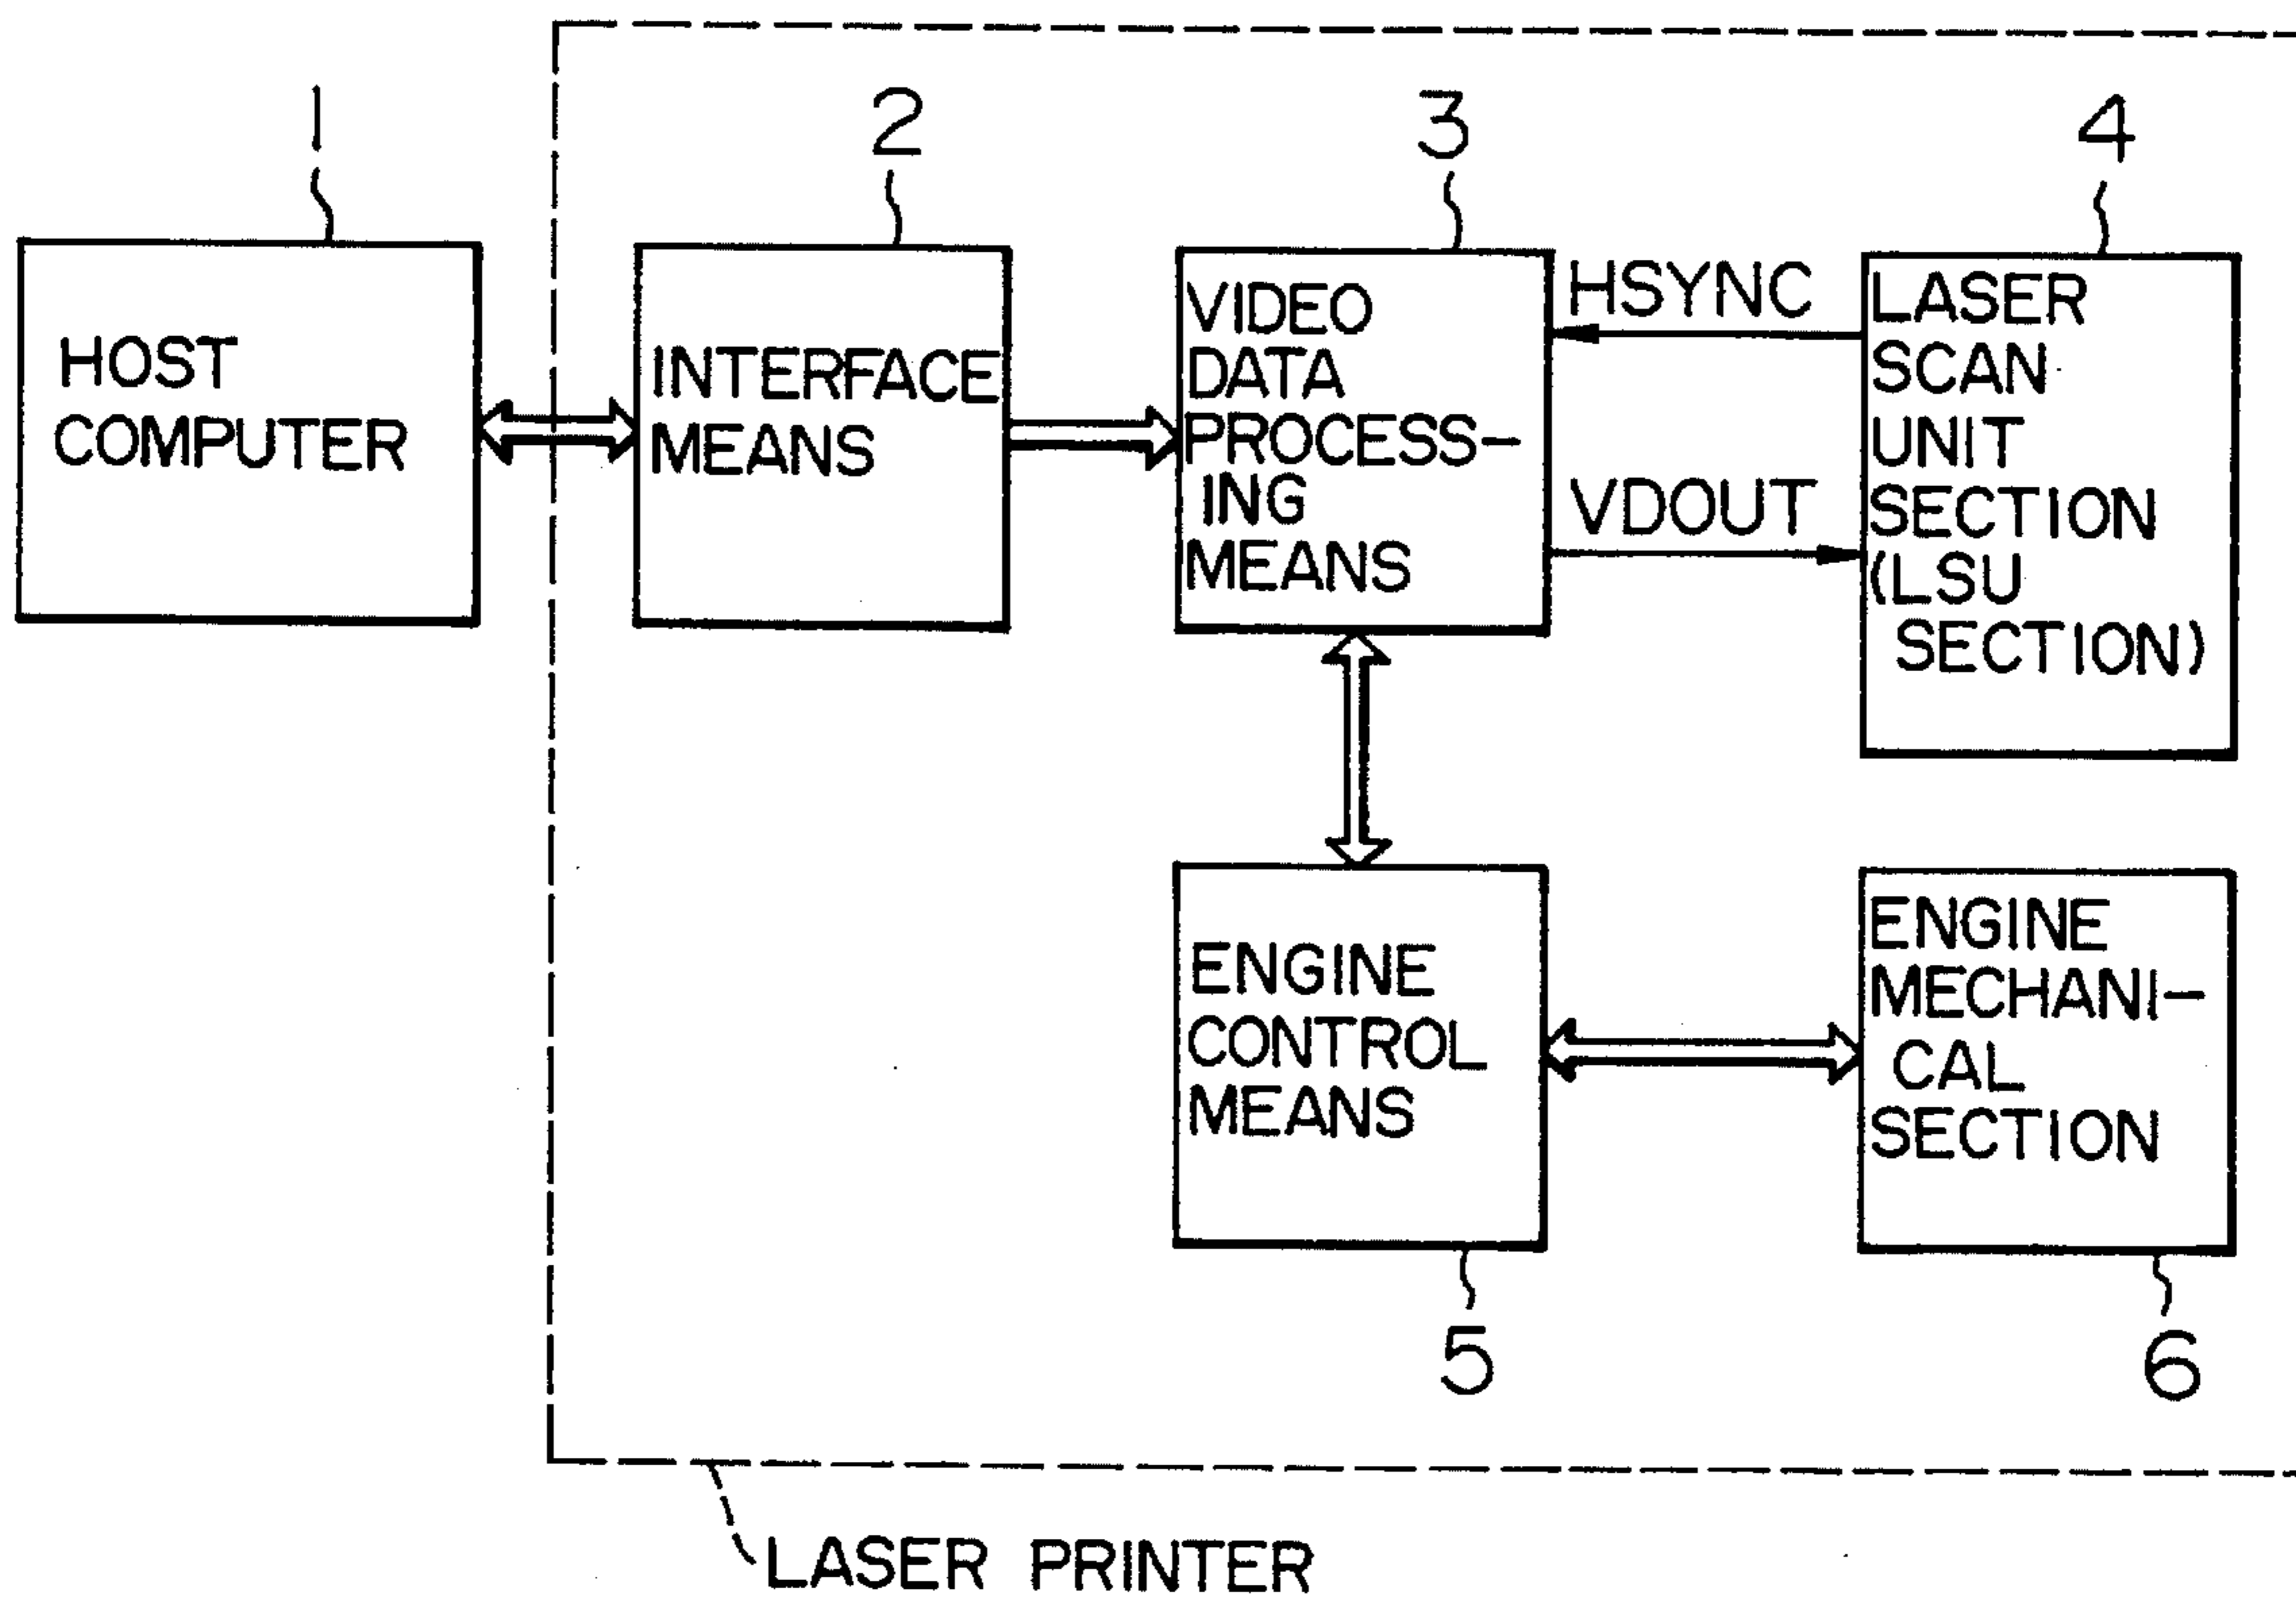 1
2
3
4
HOST
COMPUTER
INTERFACE
MEANS
VIDEO
DATA
PROCESS-
ING
MEANS
HSYNC
VDOUT
LASER
SCAN
UNIT
SECTION
(LSU
SECTION)
ENGINE
CONTROL
MEANS
ENGINE
MECHANI-
CAL
SECTION
5
6
LASER PRINTER